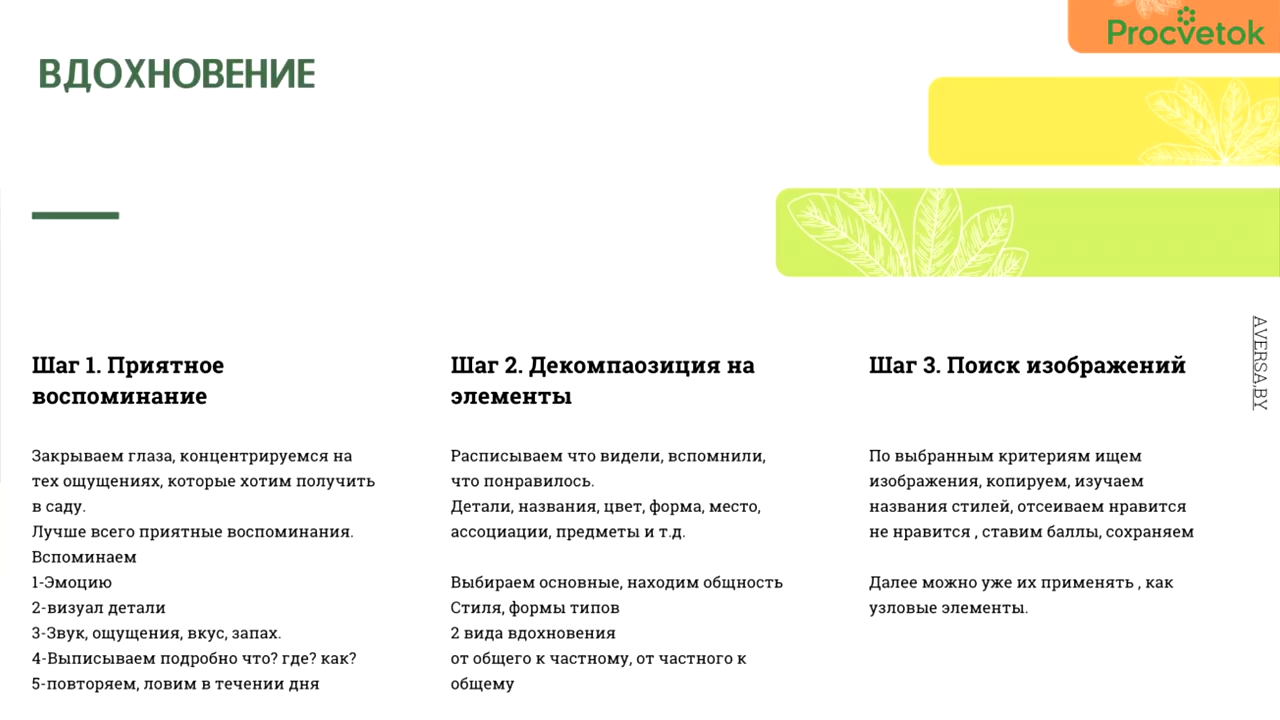 Procvetok
ВДОХНОВЕНИЕ
AVERSA.BY
Шаг 1. Приятное
воспоминание
Закрываем глаза, концентрируемся на
тех ощущениях, которые хотим получить
в саду.
Лучше всего приятные воспоминания.
Вспоминаем
1-Эмоцию
2-визуал детали
3-Звук, ощущения, вкус, запах.
4-Выписываем подробно что? где? как?
5-повторяем, ловим в течении дня
Шаг 2. Декомпаозиция на
элементы
Расписываем что видели, вспомнили,
что понравилось.
Детали, названия, цвет, форма, место,
ассоциации, предметы и т.д.
Выбираем основные, находим общность
Стиля, формы типов
2 вида вдохновения
от общего к частному, от частного к
общему
Шаг 3. Поиск изображений
По выбранным критериям ищем
изображения, копируем, изучаем
названия стилей, отсеиваем нравится
не нравится , ставим баллы, сохраняем
Далее можно уже их применять , как
узловые элементы.